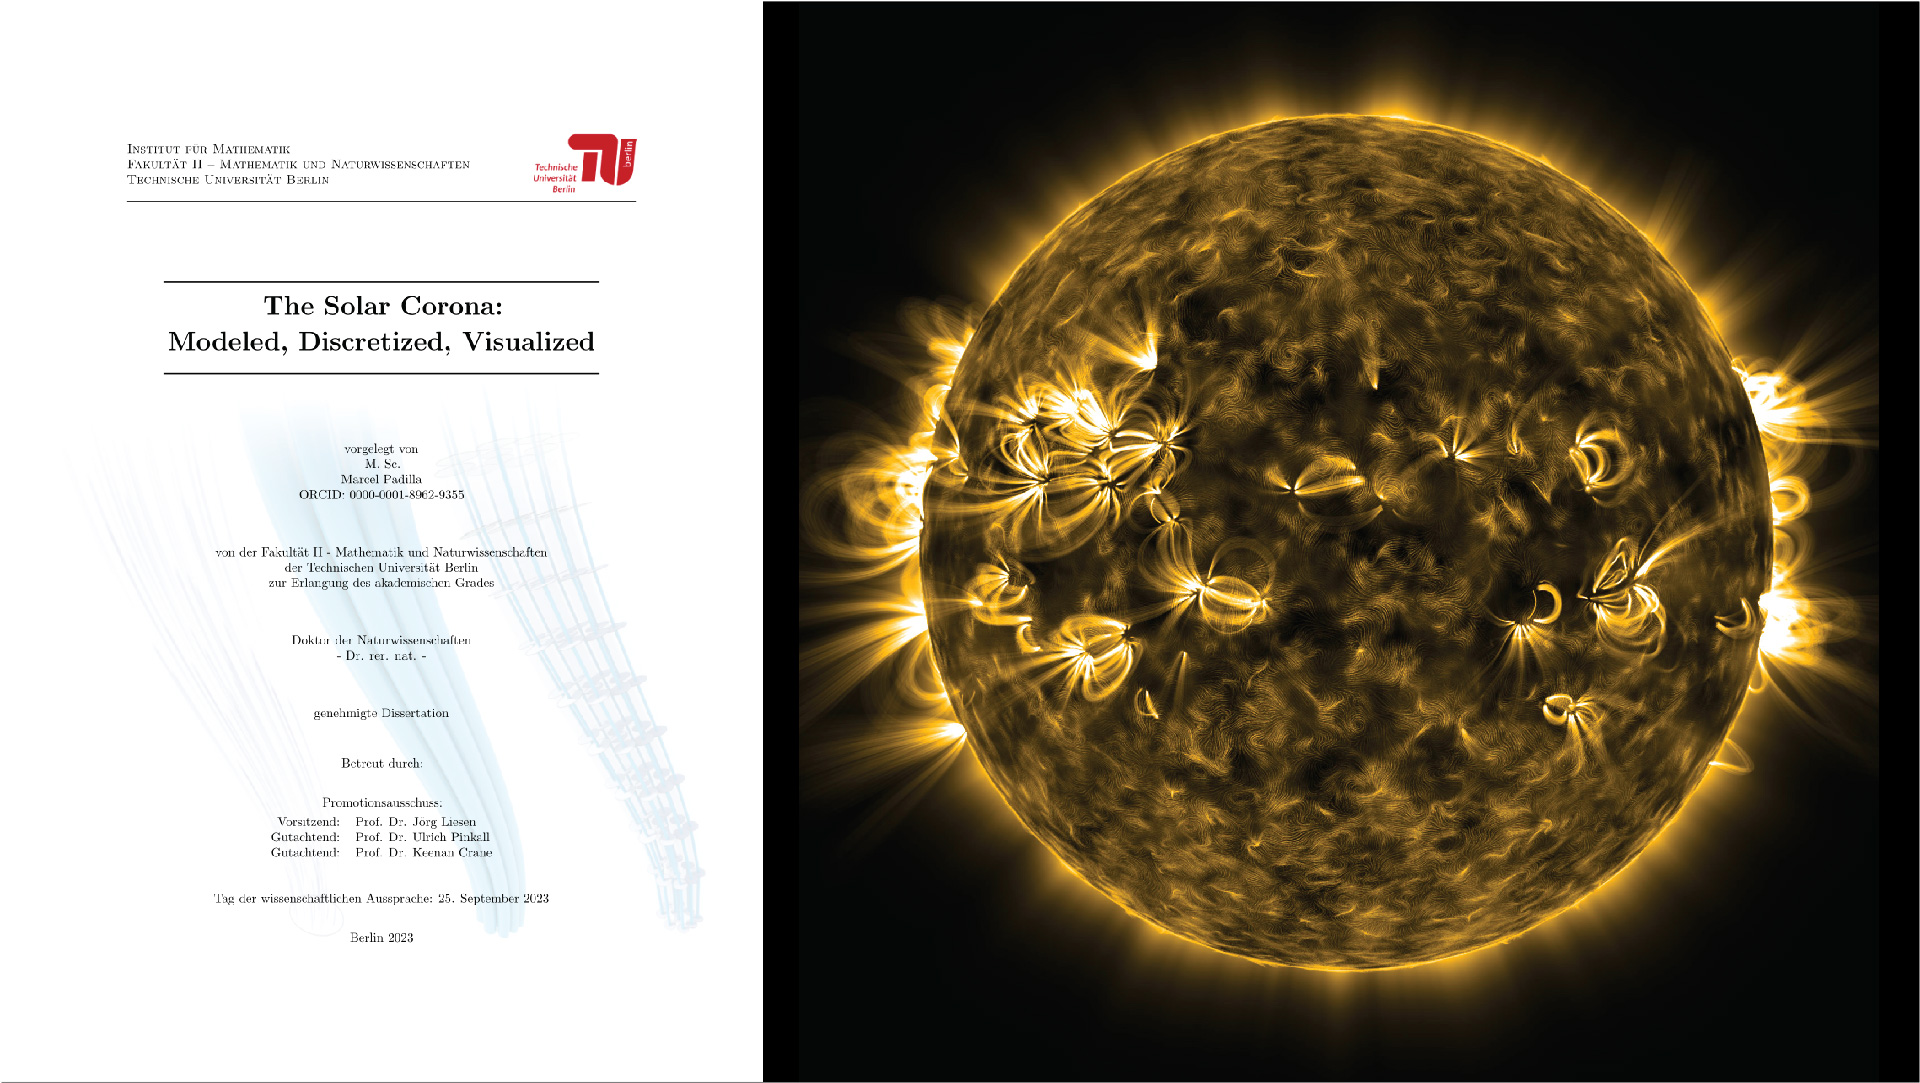 Institut für Mathematik
Fakultät II – Mathematik und Naturwissenschaften
Technische Universität Berlin
Technische
Universität
Berlin
berlin
The Solar Corona:
Modeled, Discretized, Visualized
vorgelegt von
M. Sc.
Marcel Padilla
ORCID: 0000-0001-8962-9355
von der Fakultät II - Mathematik und Naturwissenschaften
der Technischen Universität Berlin
zur Erlangung des akademischen Grades
Doktor der Naturwissenschaften
- Dr. rer. nat. -
genehmigte Dissertation
Betreut durch:
Promotionsausschuss:
Vorsitzend: Prof. Dr. Jörg Liesen
Gutachtend: Prof. Dr. Ulrich Pinkall
Gutachtend: Prof. Dr. Keenan Crane
Tag der wissenschaftlichen Aussprache: 25. September 2023
Berlin 2023